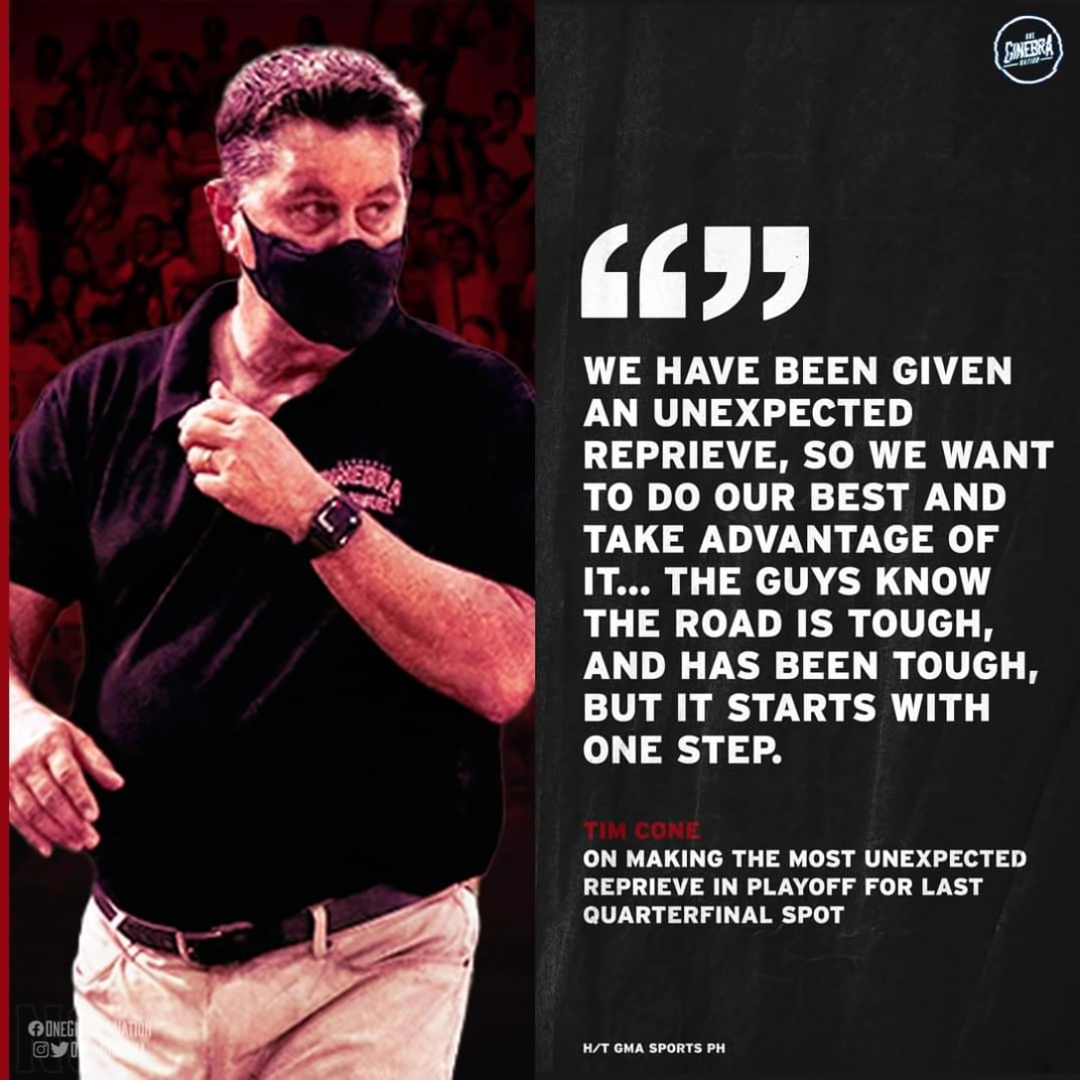 ONE
GINEBRA
NATION
WE HAVE BEEN GIVEN
AN UNEXPECTED
REPRIEVE, SO WE WANT
TO DO OUR BEST AND
TAKE ADVANTAGE OF
IT... THE GUYS KNOW
THE ROAD IS TOUGH,
AND HAS BEEN TOUGH,
BUT IT STARTS WITH
ONE STEP.
TIM CONE
ON MAKING THE MOST UNEXPECTED
REPRIEVE IN PLAYOFF FOR LAST
QUARTERFINAL SPOT
H/T GMA SPORTS PH